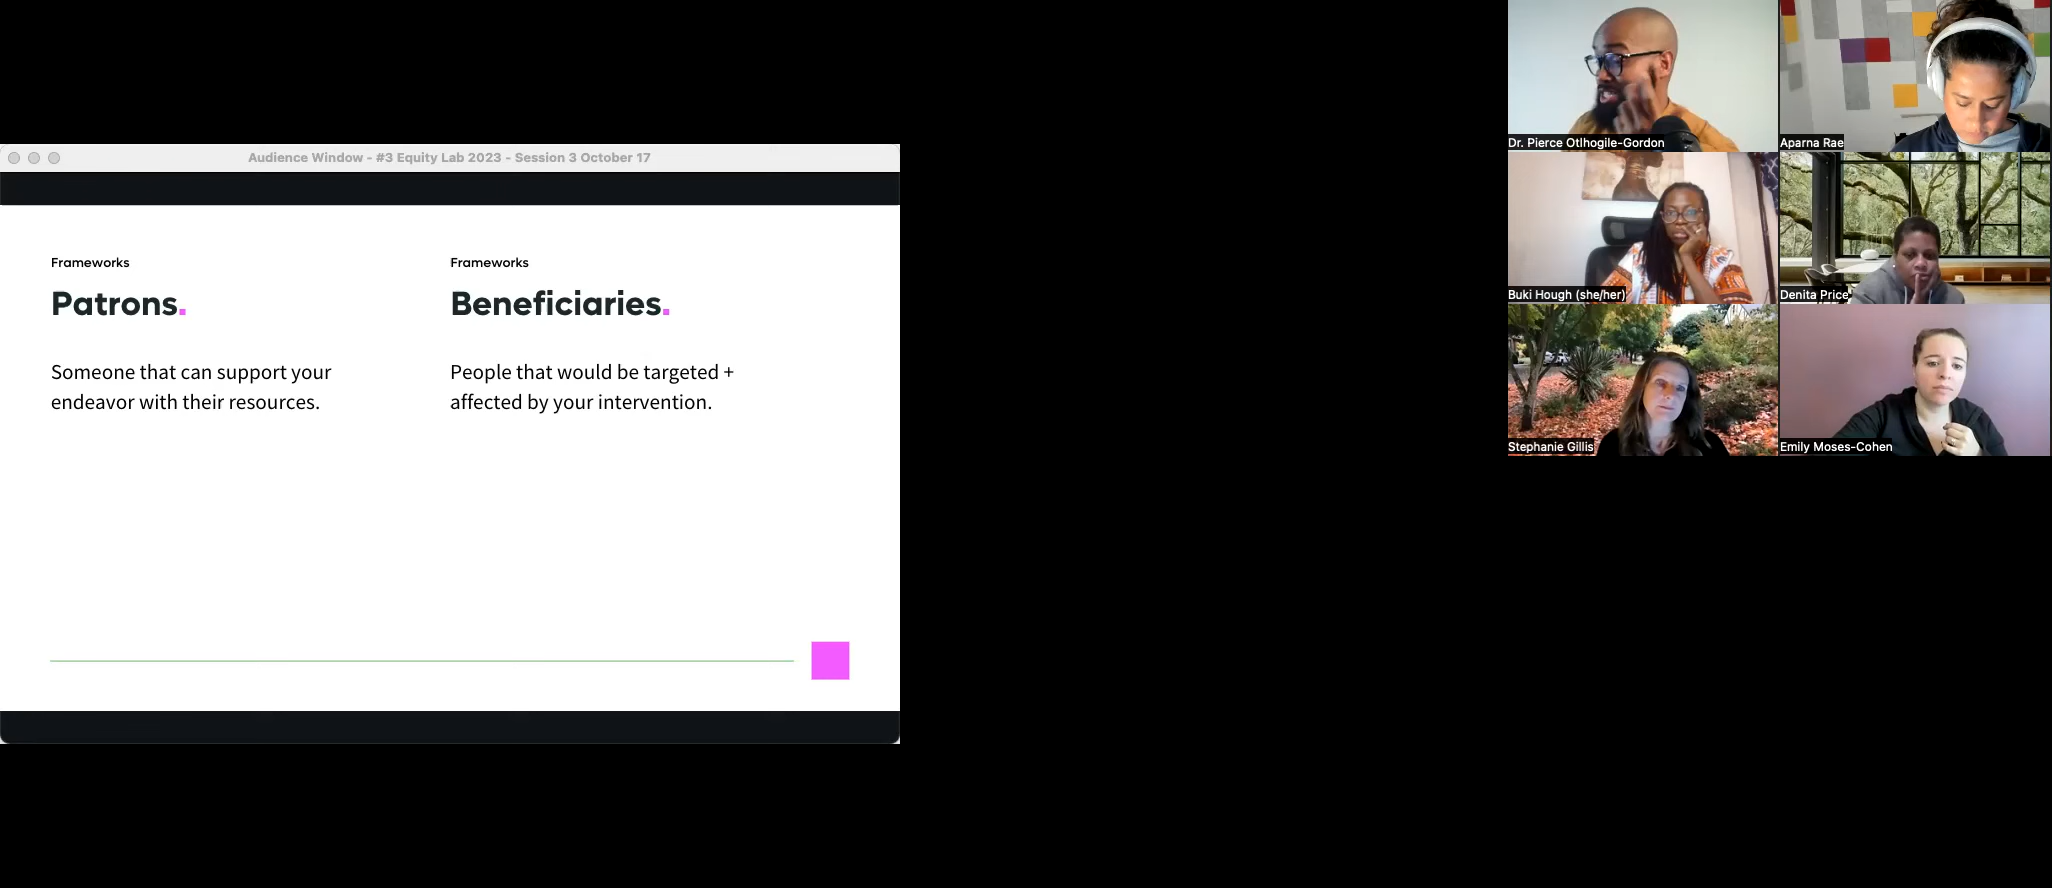 Audience Window - #3 Equity Lab 2023 - Session 3 October 17
Frameworks
Patrons.
Someone that can support your
endeavor with their resources.
Frameworks
Beneficiaries.
People that would be targeted +
affected by your intervention.
Dr. Pierce Otlhogile-Gordon
Aparna Rae
Buki Hough (she/her)
Denita Price
Stephanie Gillis
Emily Moses-Cohen